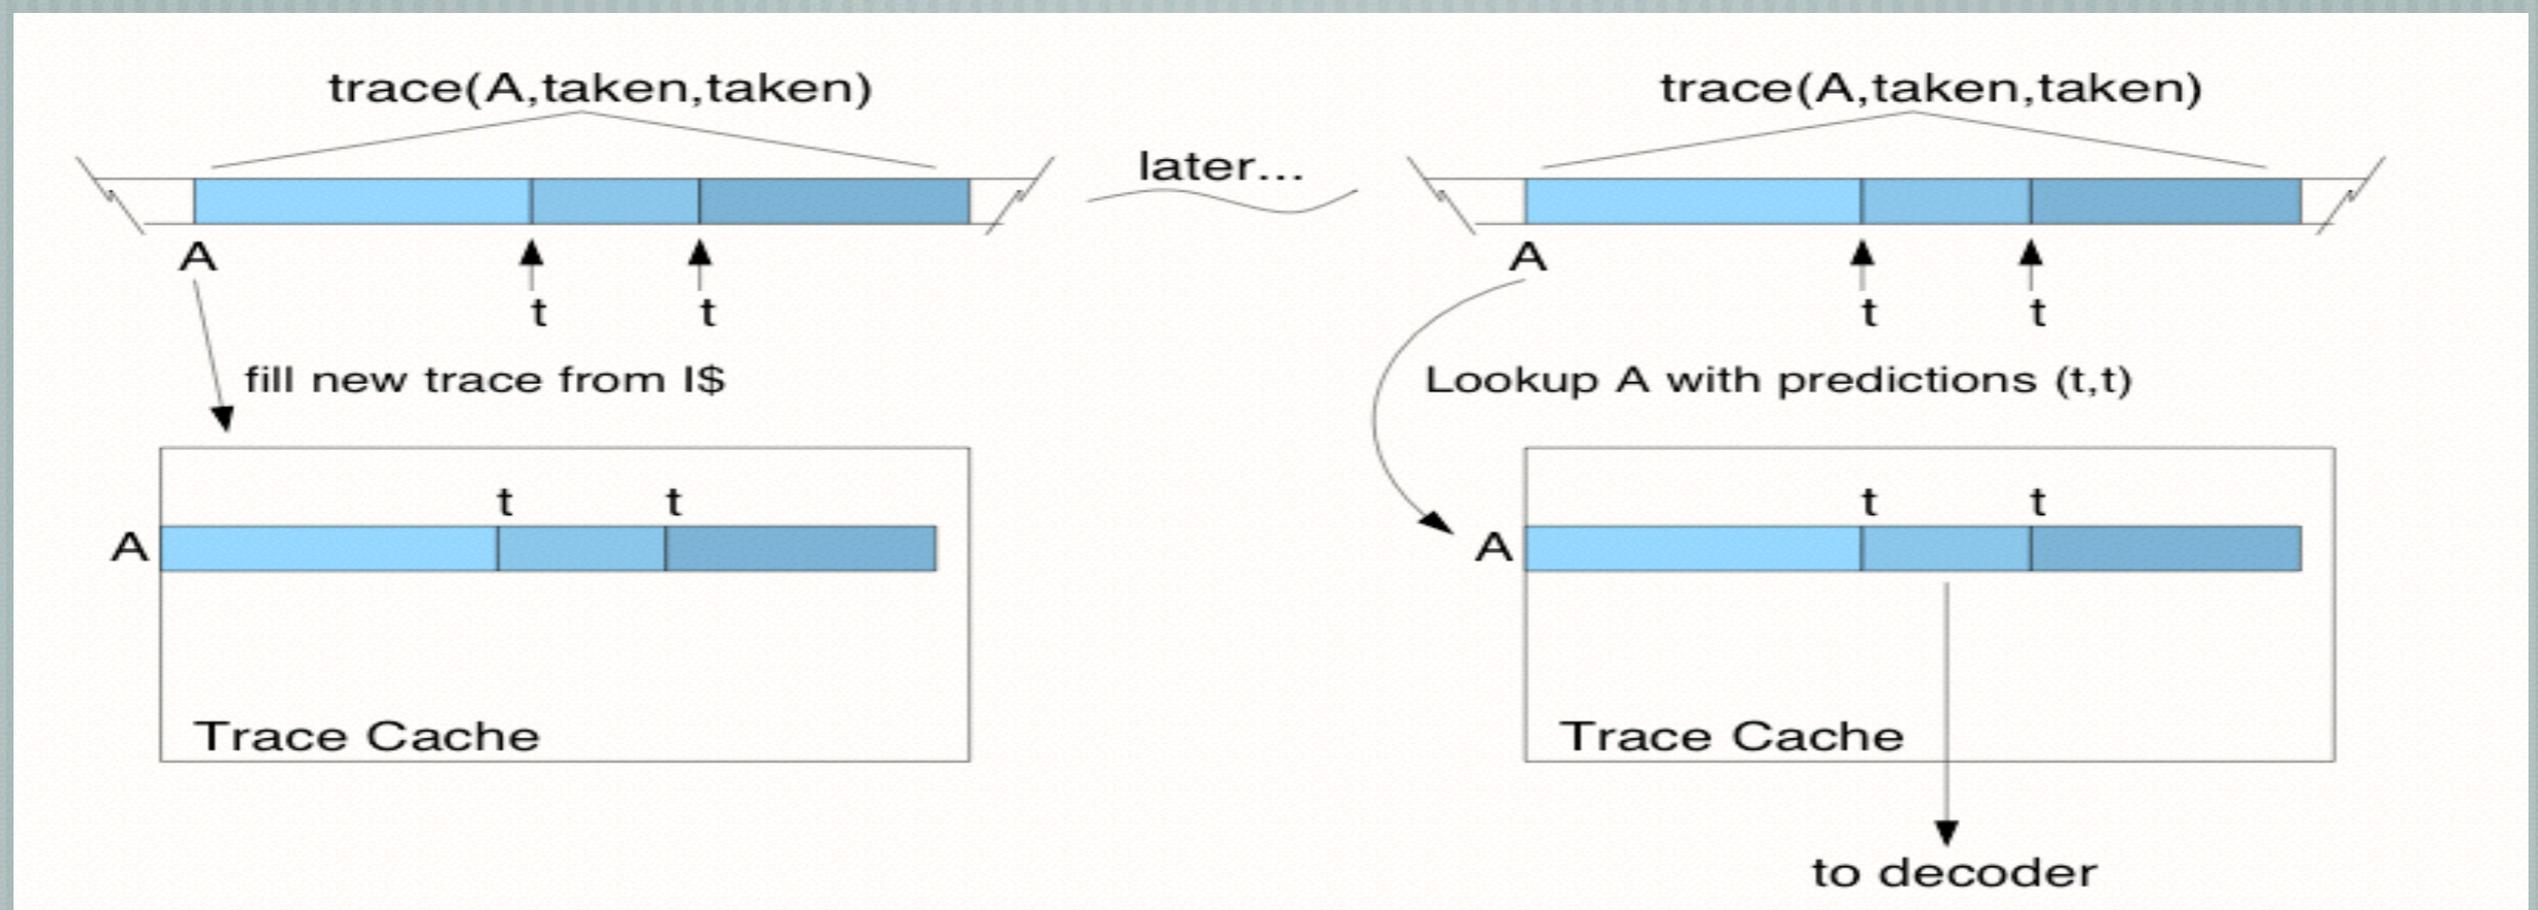 trace(A,taken,taken)
A
t
t
fill new trace from I$
t
t
A
Trace Cache
later...
trace(A,taken,taken)
A
t
t
Lookup A with predictions (t,t)
t
t
A
Trace Cache
to decoder